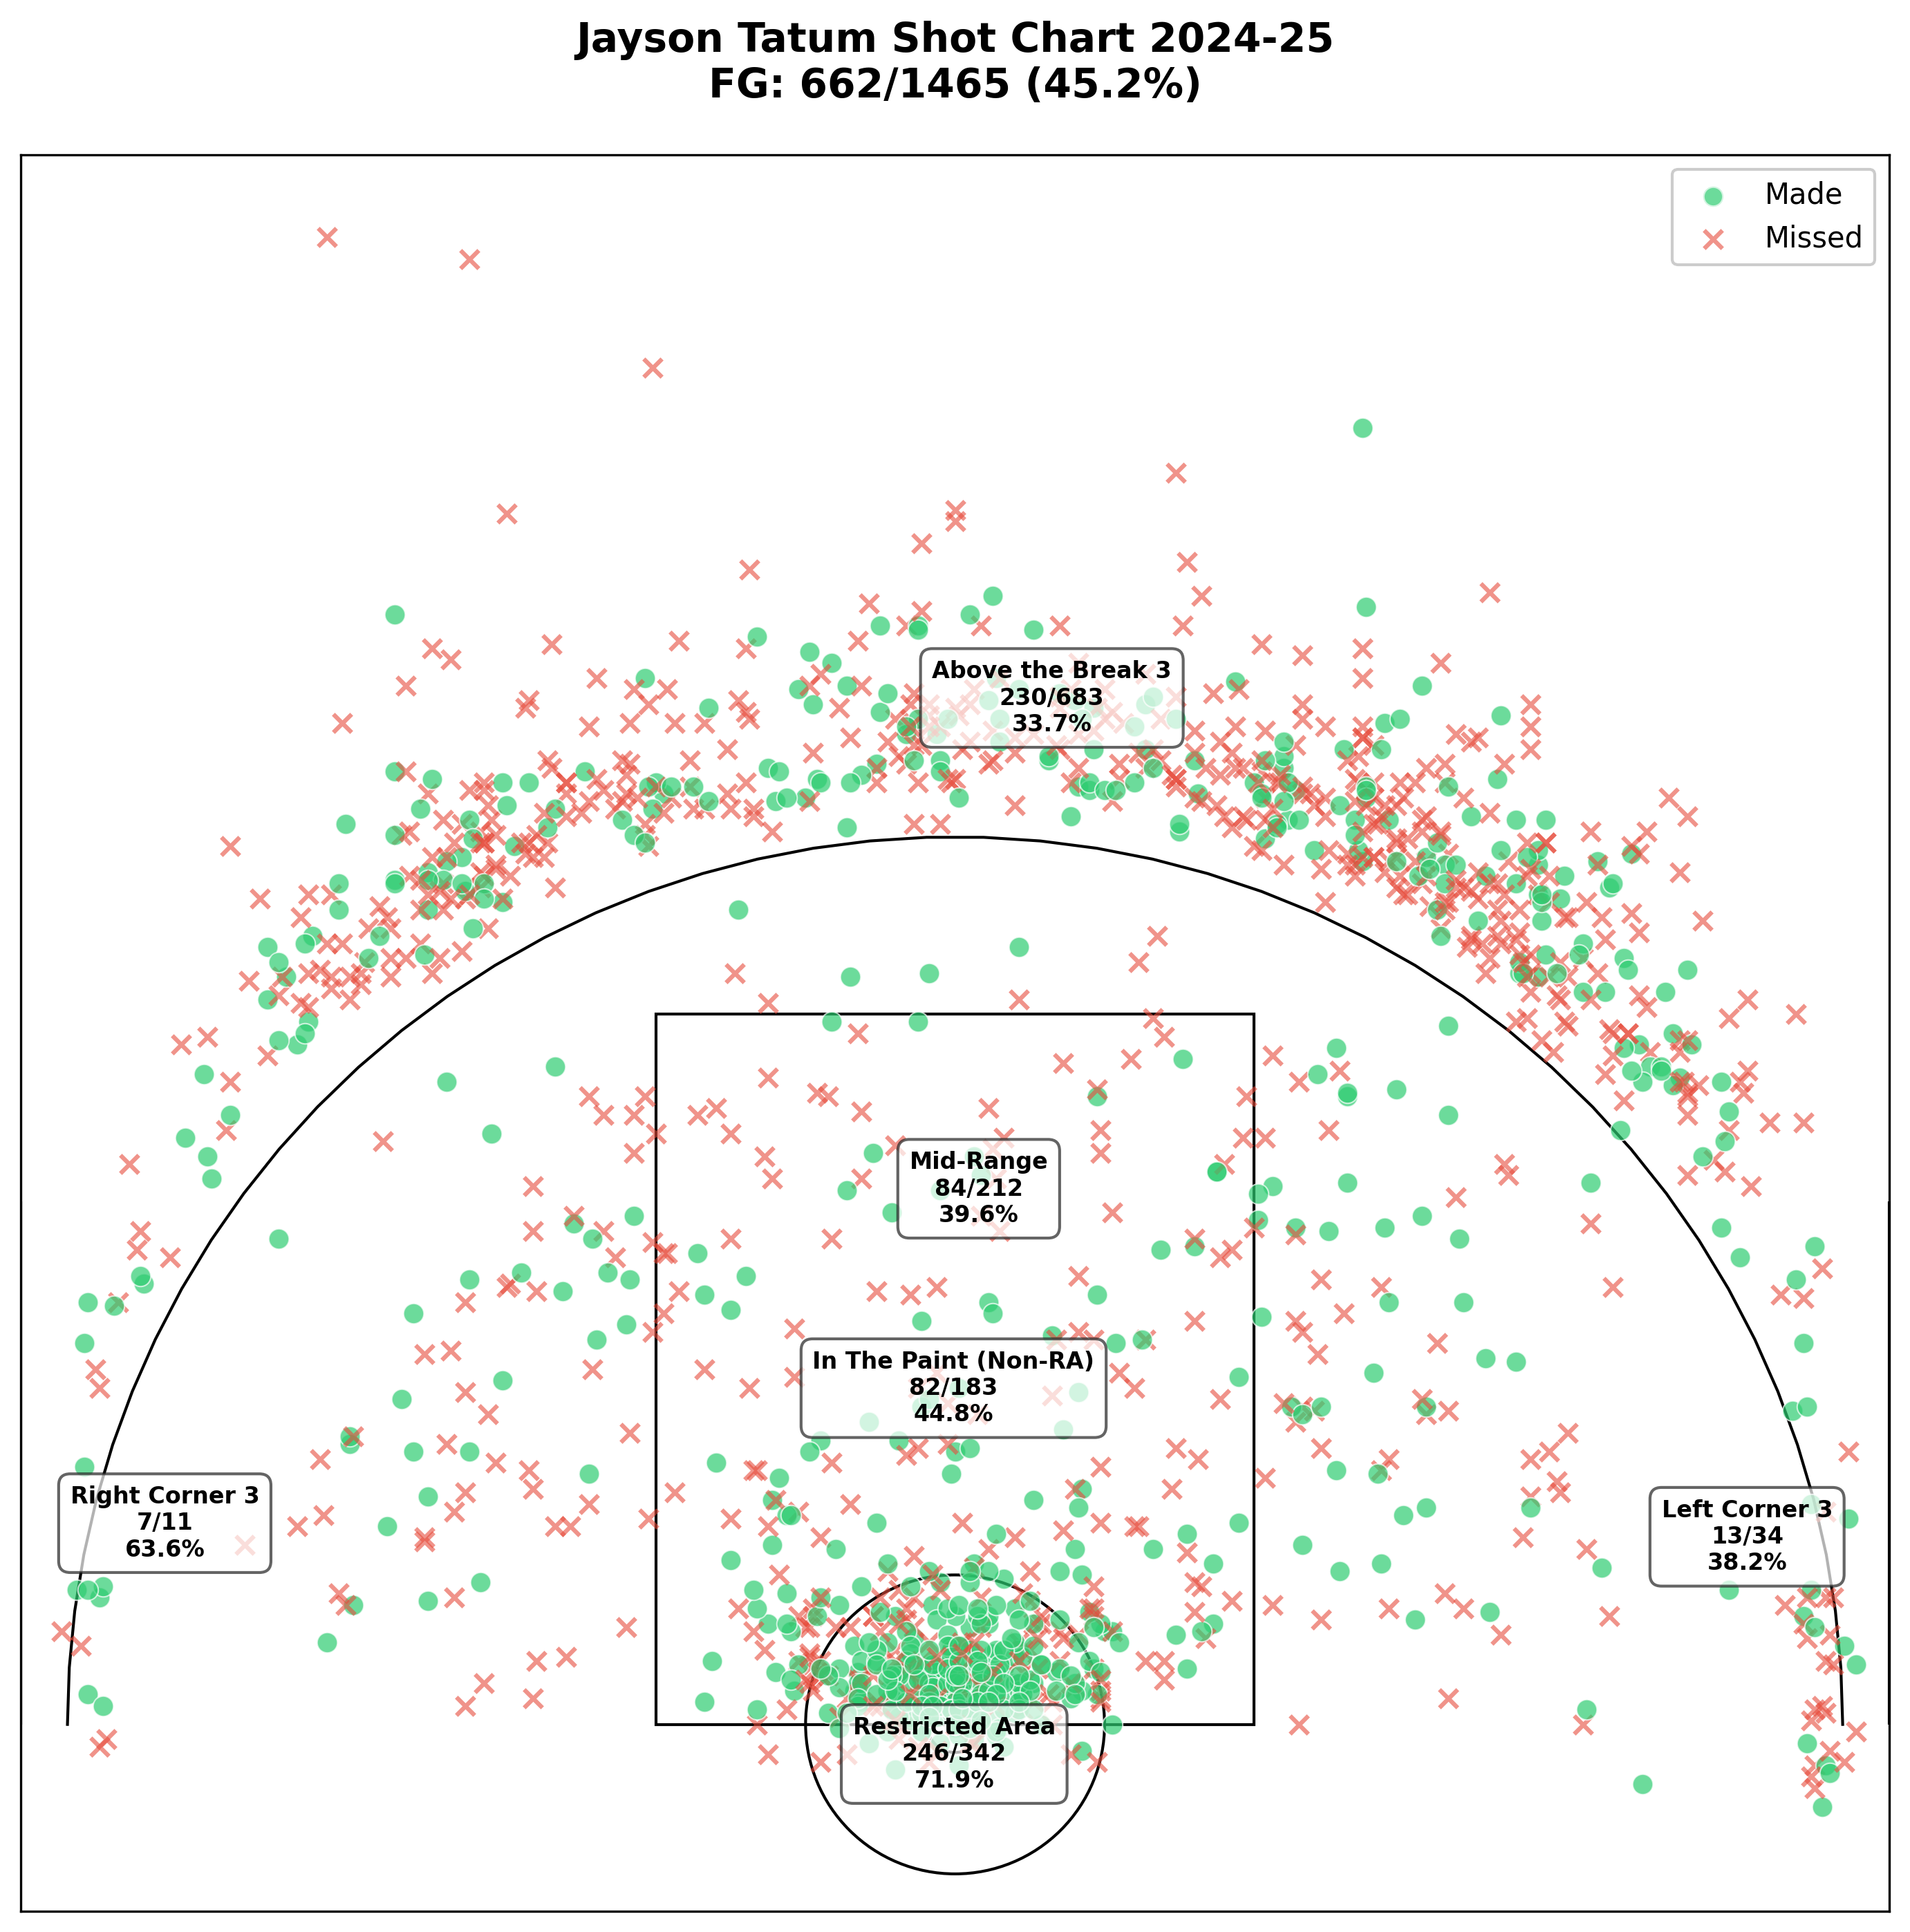 Jayson Tatum Shot Chart 2024-25
FG: 662/1465 (45.2%)
Made
Missed
Above the Break 3
230/683
33.7%
Mid-Range
84/212
39.6%
In The Paint (Non-RA)
82/183
44.8%
Right Corner 3
7/11
63.6%
Left Corner 3
13/34
38.2%
Restricted Area
246/342
71.9%